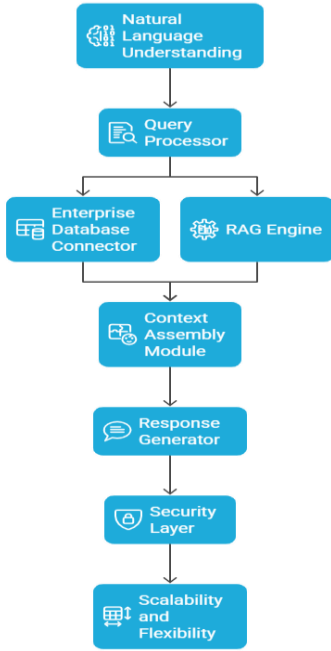 Natural
Language
Understanding
Query
Processor
Enterprise
Database
Connector
RAG Engine
Context
Assembly
Module
Response
Generator
Security
Layer
Scalability
and
Flexibility